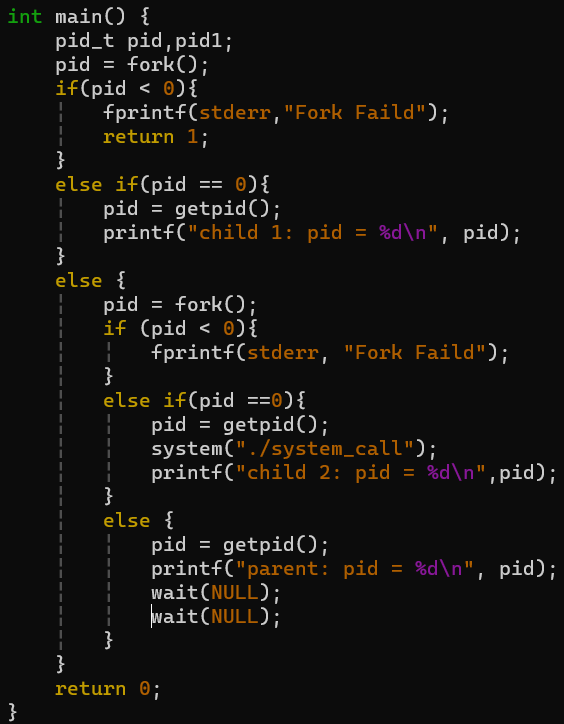 int main() {
    pid_t pid,pid1;
    pid = fork();
    if(pid < 0){
        fprintf(stderr,"Fork Faild");
        return 1;
    }
    else if(pid == 0){
        pid = getpid();
        printf("child 1: pid = %d\n", pid);
    }
    else {
        pid = fork();
        if (pid < 0){
            fprintf(stderr, "Fork Faild");
        }
        else if(pid ==0){
            pid = getpid();
            system("./system_call");
            printf("child 2: pid = %d\n",pid);
        }
        else {
            pid = getpid();
            printf("parent: pid = %d\n", pid);
            wait(NULL);
            wait(NULL);
        }
    }
    return 0;
}